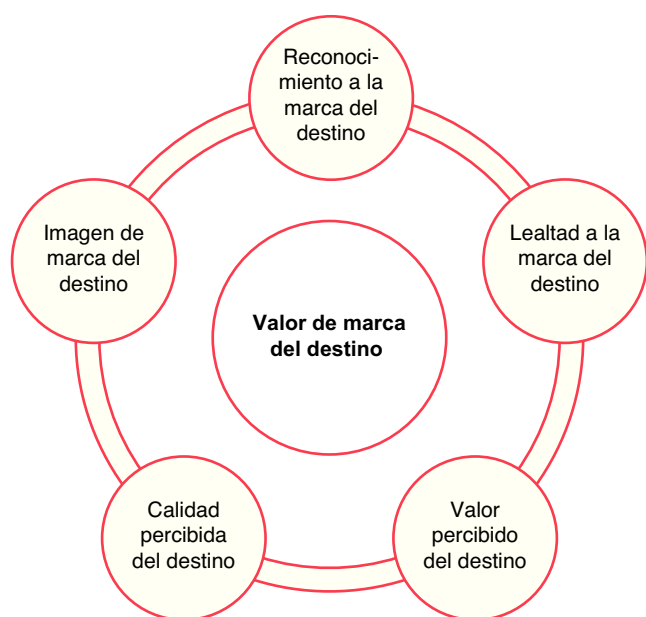 Reconoci-
miento a la
marca del
destino
Imagen de
marca del
destino
Lealtad a la
marca del
destino
Valor de marca
del destino
Calidad
percibida
del destino
Valor
percibido
del destino